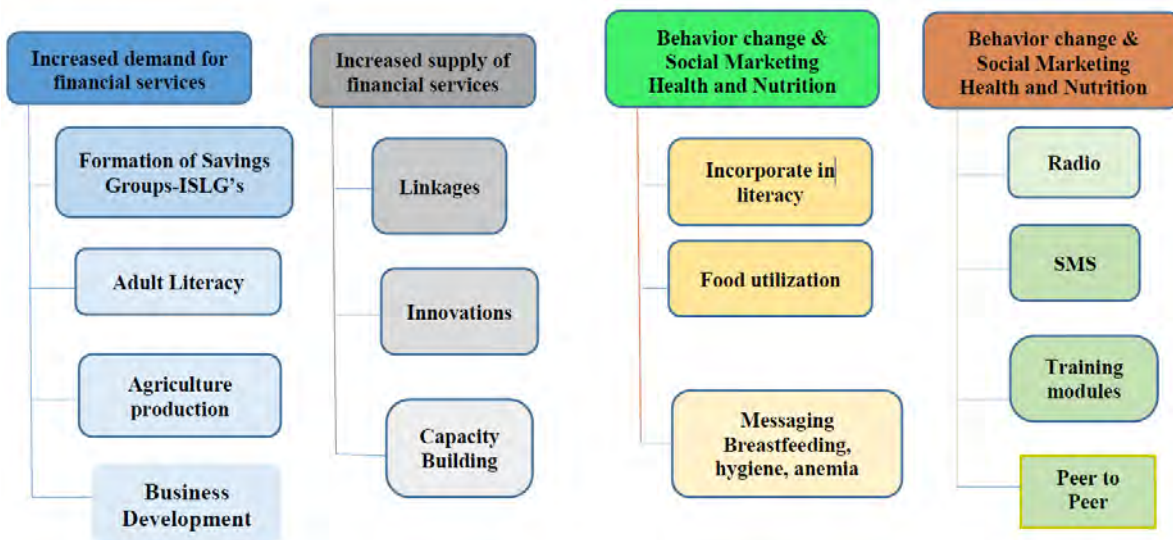 Increased demand for
financial services
Formation of Savings
Groups-ISLG's
Adult Literacy
Agriculture
production
Business
Development
Increased supply of
financial services
Linkages
Innovations
Capacity
Building
Behavior change &
Social Marketing
Health and Nutrition
Incorporate in
literacy
Food utilization
Messaging
Breastfeeding,
hygiene, anemia
Behavior change &
Social Marketing
Health and Nutrition
Radio
SMS
Training
modules
Peer to
Peer